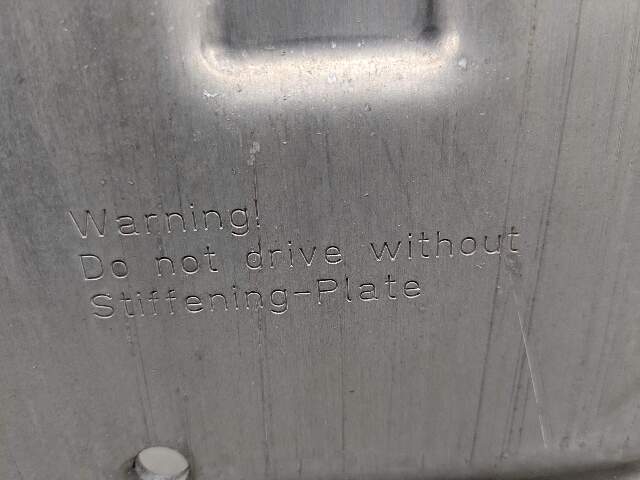 Warning!
Do not drive without
Stiffening-Plate